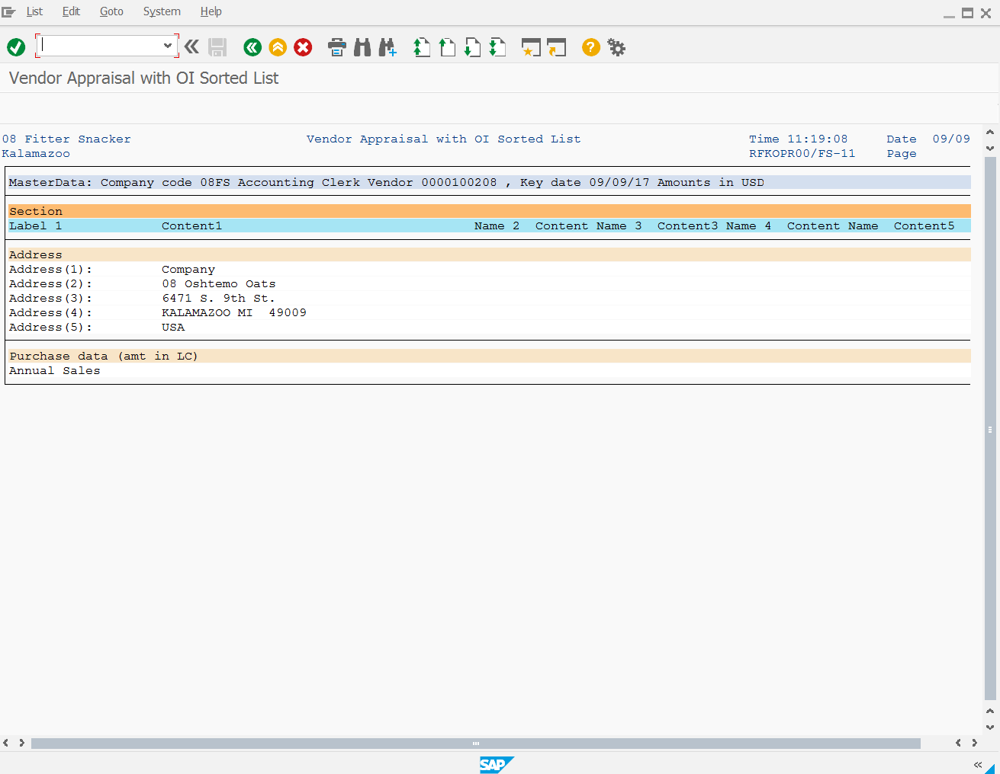 List Edit Goto System Help
Vendor Appraisal with OI Sorted List
08 Fitter Snacker Vendor Appraisal with OI Sorted List Time 11:19:08 Date 09/09
Kalamazoo RFKOPR00/FS-11 Page
MasterData: Company code 08FS Accounting Clerk Vendor 0000100208 , Key date 09/09/17 Amounts in USD
Section
Label 1 Content1 Name 2 Content Name 3 Content3 Name 4 Content Name Content5
Address
Address(1): Company
Address(2): 08 Oshtemo Oats
Address(3): 6471 S. 9th St.
Address(4): KALAMAZOO MI 49009
Address(5): USA
Purchase data (amt in LC)
Annual Sales
SAP